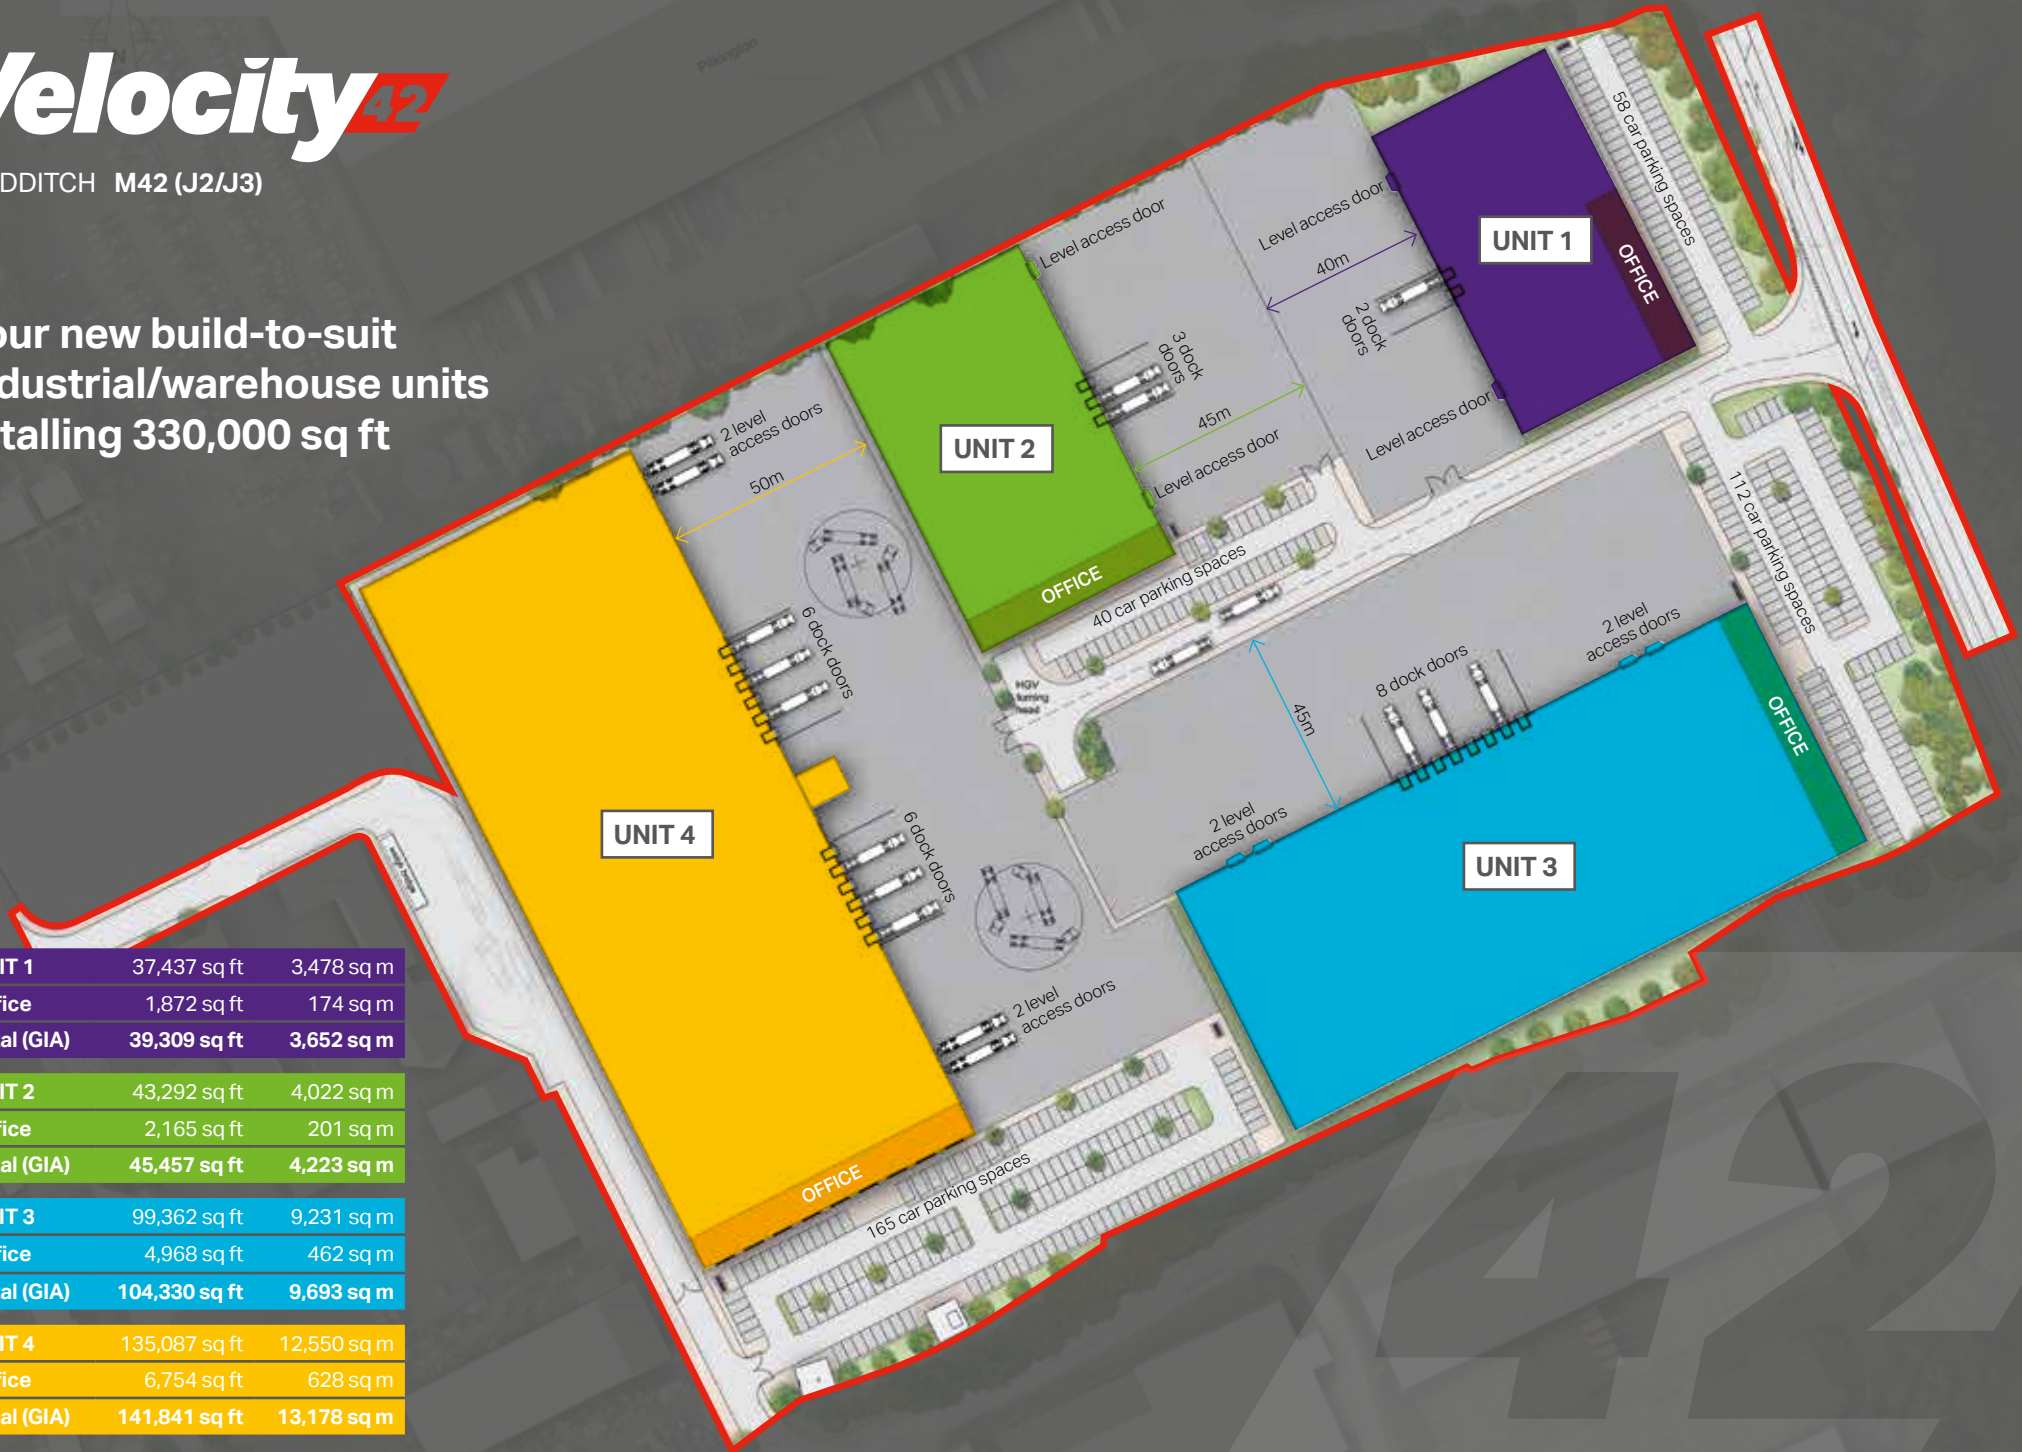 Velocity 42
DDITCH M42 (J2/J3)
our new build-to-suit
dustrial/warehouse units
talling 330,000 sq ft
Pilkington
58 car parking spaces
Level access door
Level access door
40m
UNIT 1
OFFICE
2 dock
doors
3 dock
doors
45m
Level access door
Level access door
UNIT 2
2 level
access doors
50m
OFFICE
40 car parking spaces
112 car parking spaces
6 dock doors
HGV
turning
head
45m
8 dock doors
2 level
access doors
OFFICE
UNIT 4
6 dock doors
2 level
access doors
UNIT 3
2 level
access doors
OFFICE
165 car parking spaces
IT 1 37,437 sq ft 3,478 sq m
fice 1,872 sq ft 174 sq m
al (GIA) 39,309 sq ft 3,652 sq m
IT 2 43,292 sq ft 4,022 sq m
fice 2,165 sq ft 201 sq m
al (GIA) 45,457 sq ft 4,223 sq m
IT 3 99,362 sq ft 9,231 sq m
fice 4,968 sq ft 462 sq m
al (GIA) 104,330 sq ft 9,693 sq m
IT 4 135,087 sq ft 12,550 sq m
fice 6,754 sq ft 628 sq m
al (GIA) 141,841 sq ft 13,178 sq m
42